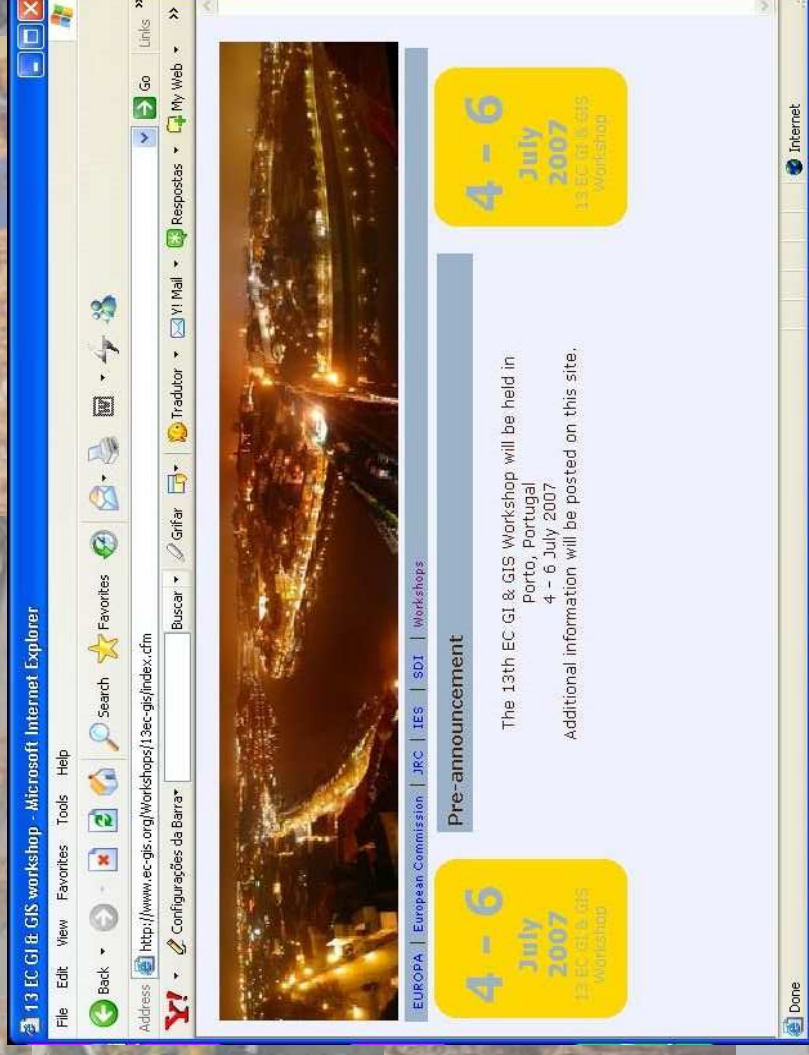 13 EC GI & GIS workshop - Microsoft Internet Explorer
File Edit View Favorites Tools Help
Back Search Favorites
Address http://www.ec-gis.org/Workshops/13ec-gis/index.cfm Go Links »
Y! Configurações da Barra Buscar Grifar Tradutor Y! Mail Respostas My Web »
EUROPA | European Commission | JRC | IES | SDI | Workshops
4 - 6
July
2007
13 EC GI & GIS
Workshop
Pre-announcement
The 13th EC GI & GIS Workshop will be held in
Porto, Portugal
4 - 6 July 2007
Additional information will be posted on this site.
4 - 6
July
2007
13 EC GI & GIS
Workshop
Done Internet